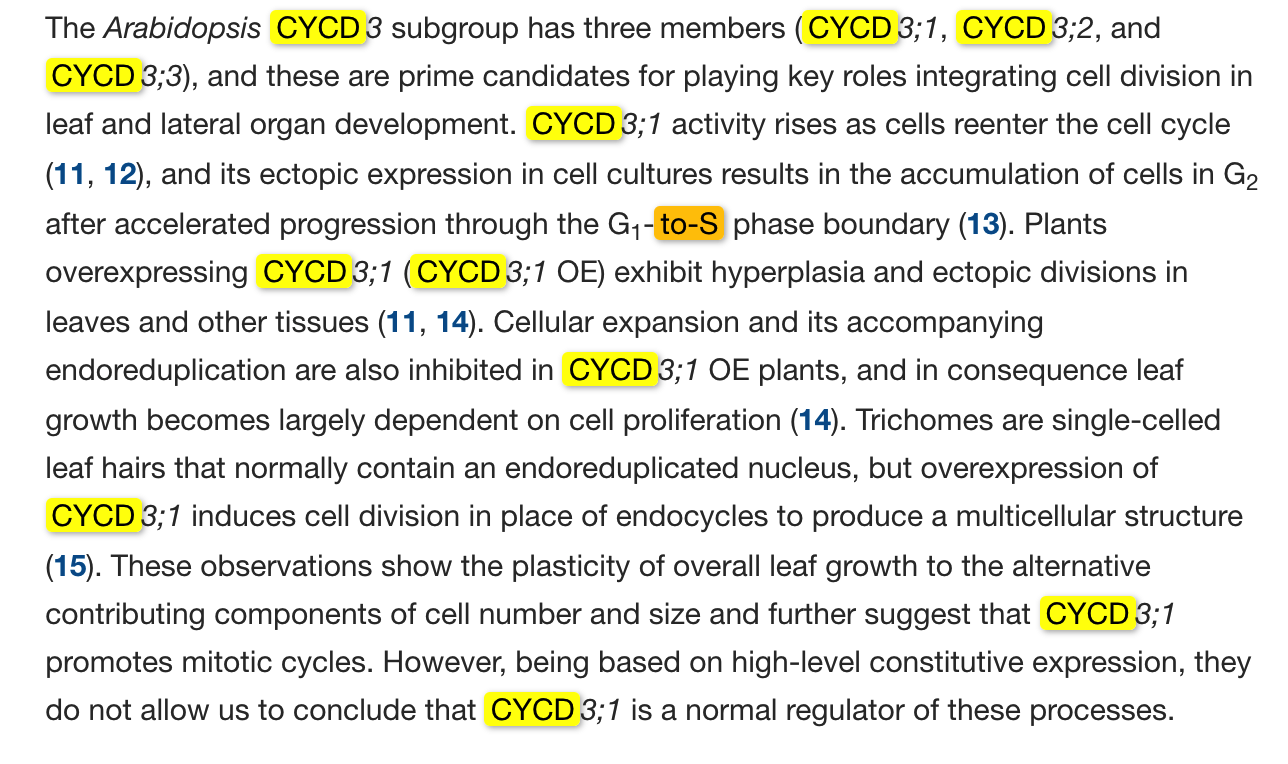 The Arabidopsis CYCD3 subgroup has three members (CYCD3;1, CYCD3;2, and
CYCD3;3), and these are prime candidates for playing key roles integrating cell division in
leaf and lateral organ development. CYCD3;1 activity rises as cells reenter the cell cycle
(11, 12), and its ectopic expression in cell cultures results in the accumulation of cells in G2
after accelerated progression through the G1-to-S phase boundary (13). Plants
overexpressing CYCD3;1 (CYCD3;1 OE) exhibit hyperplasia and ectopic divisions in
leaves and other tissues (11, 14). Cellular expansion and its accompanying
endoreduplication are also inhibited in CYCD3;1 OE plants, and in consequence leaf
growth becomes largely dependent on cell proliferation (14). Trichomes are single-celled
leaf hairs that normally contain an endoreduplicated nucleus, but overexpression of
CYCD3;1 induces cell division in place of endocycles to produce a multicellular structure
(15). These observations show the plasticity of overall leaf growth to the alternative
contributing components of cell number and size and further suggest that CYCD3;1
promotes mitotic cycles. However, being based on high-level constitutive expression, they
do not allow us to conclude that CYCD3;1 is a normal regulator of these processes.